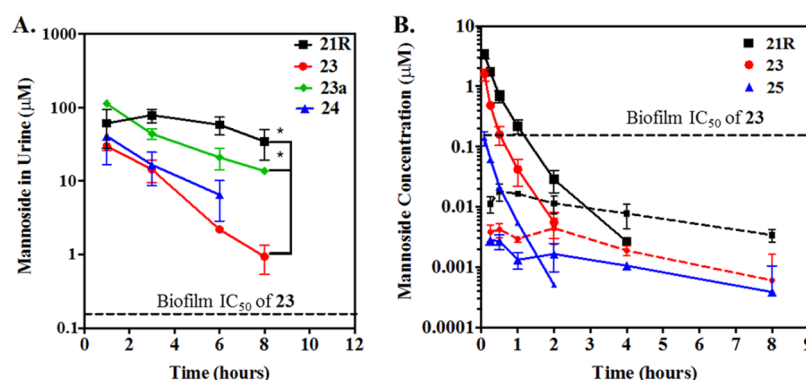 A.
Mannoside in Urine (µM)
1000
100
10
1
0.1
21R
23
23a
24
*
*
Biofilm IC50 of 23
0 2 4 6 8 10 12
Time (hours)
B.
Mannoside Concentration (µM)
10
1
0.1
0.01
0.001
0.0001
21R
23
25
Biofilm IC50 of 23
0 1 2 3 4 5 6 7 8 9
Time (hours)